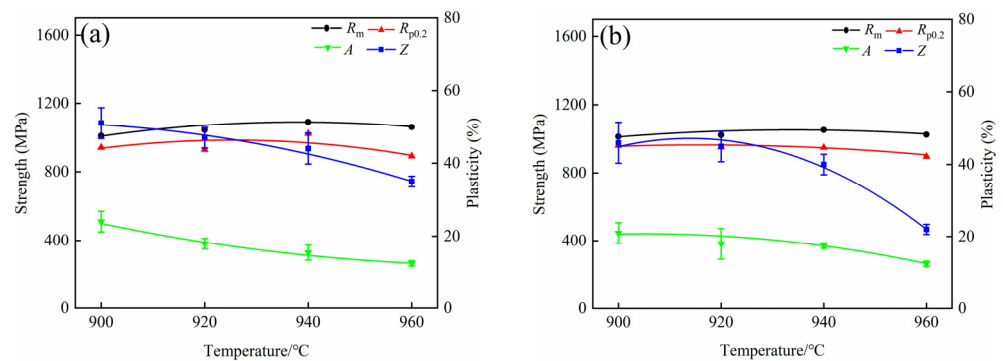 (a)
Rm
Rp0.2
A
Z
Strength (MPa)
1600
1200
800
400
0
Plasticity (%)
80
60
40
20
0
900 920 940 960
Temperature/°C
(b)
Rm
Rp0.2
A
Z
Strength (MPa)
1600
1200
800
400
0
Plasticity (%)
80
60
40
20
0
900 920 940 960
Temperature/°C